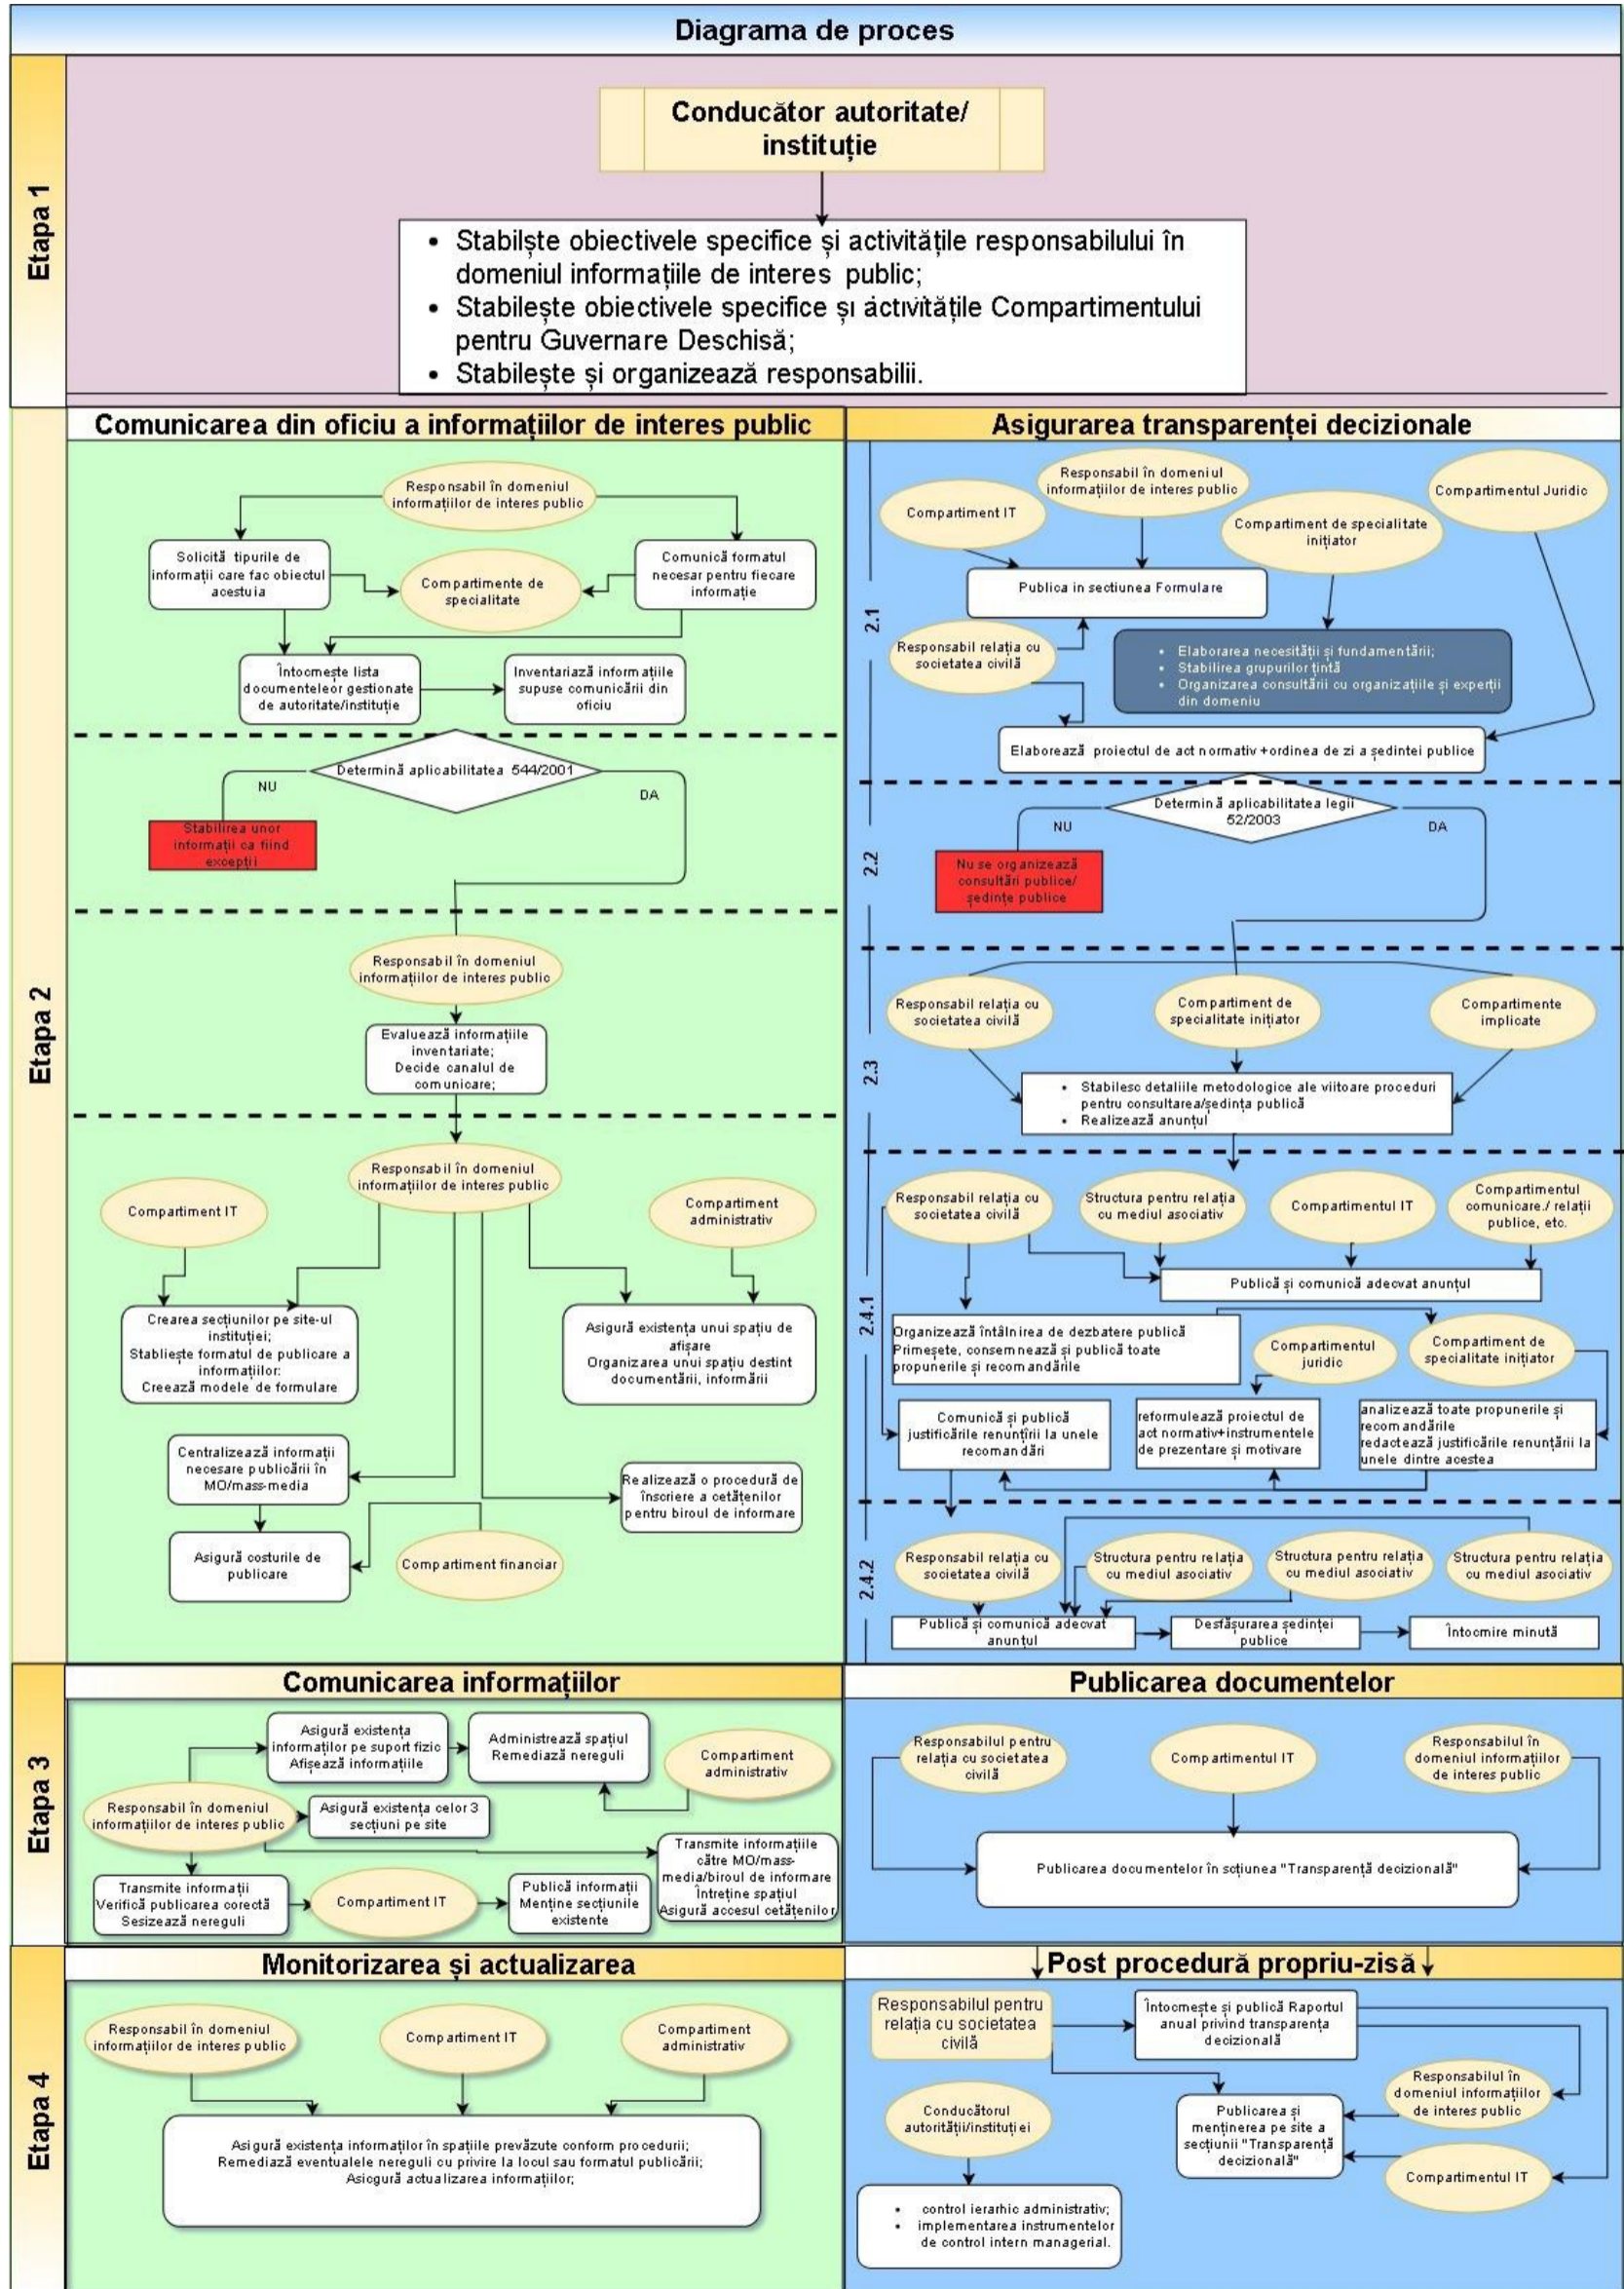 Diagrama de proces
Etapa 1
Conducător autoritate/
instituție
• Stabilște obiectivele specifice și activitățile responsabilului în
domeniul informațiile de interes public;
• Stabilește obiectivele specifice și activitățile Compartimentului
pentru Guvernare Deschisă;
• Stabilește și organizează responsabilii.
Etapa 2
Comunicarea din oficiu a informațiilor de interes public
Responsabil în domeniul
informațiilor de interes public
Solicită tipurile de
informații care fac obiectul
acestuia
Compartimente de
specialitate
Comunică formatul
necesar pentru fiecare
informație
Întocmește lista
documenteleor gestionate
de autoritate/instituție
Inventariază informațiile
supuse comunicării din
oficiu
Determină aplicabilitatea 544/2001
NU
DA
Stabilirea unor
informații ca fiind
excepții
Responsabil în domeniul
informațiilor de interes public
Evaluează informațiile
inventariate;
Decide canalul de
comunicare;
Responsabil în domeniul
informațiilor de interes public
Compartiment IT
Compartiment
administrativ
Crearea secțiunilor pe site-ul
instituției;
Stabliește formatul de publicare a
informațiilor:
Creează modele de formulare
Asigură existența unui spațiu de
afișare
Organizarea unui spațiu destint
documentării, informării
Centralizează informații
necesare publicării în
MO/mass-media
Realizează o procedură de
înscriere a cetățenilor
pentru biroul de informare
Asigură costurile de
publicare
Compartiment financiar
Asigurarea transparenței decizionale
2.1
Compartiment IT
Responsabil în domeniul
informațiilor de interes public
Compartiment de specialitate
inițiator
Compartimentul Juridic
Publica in sectiunea Formulare
Responsabil relația cu
societatea civilă
• Elaborarea necesității și fundamentării;
• Stabilirea grupurilor țintă
• Organizarea consultării cu organizațiile și experții
din domeniu
Elaborează proiectul de act normativ +ordinea de zi a ședintei publice
2.2
Determină aplicabilitatea legii
52/2003
NU
DA
Nu se organizează
consultări publice/
ședințe publice
2.3
Responsabil relația cu
societatea civilă
Compartiment de
specialitate inițiator
Compartimente
implicate
• Stabilesc detaliile metodologice ale viitoare proceduri
pentru consultarea/ședința publică
• Realizează anunțul
2.4.1
Responsabil relația cu
societatea civilă
Structura pentru relația
cu mediul asociativ
Compartimentul IT
Compartimentul
comunicare./ relații
publice, etc.
Publică și comunică adecvat anunțul
Organizează întâlnirea de dezbatere publică
Primeșete, consemnează și publică toate
propunerile și recomandările
Compartimentul
juridic
Compartiment de
specialitate inițiator
Comunică și publică
justificările renunțirii la unele
recomandări
reformulează proiectul de
act normativ+instrumentele
de prezentare și motivare
analizează toate propunerile și
recomandările
redactează justificările renunțării la
unele dintre acestea
2.4.2
Responsabil relația cu
societatea civilă
Structura pentru relația
cu mediul asociativ
Structura pentru relația
cu mediul asociativ
Structura pentru relația
cu mediul asociativ
Publică și comunică adecvat
anunțul
Desfășurarea ședinței
publice
Întocmire minută
Etapa 3
Comunicarea informațiilor
Asigură existența
informaților pe suport fizic
Afișează informațiile
Administrează spațiul
Remediază nereguli
Compartiment
administrativ
Responsabil în domeniul
informațiilor de interes public
Asigură existența celor 3
secțiuni pe site
Transmite informații
Verifică publicarea corectă
Sesizează nereguli
Compartiment IT
Publică informații
Menține secțiunile
existente
Transmite informațiile
către MO/mass-
media/biroul de informare
Întreține spațiul
Asigură accesul cetățenilor
Publicarea documentelor
Responsabilul pentru
relația cu societatea
civilă
Compartimentul IT
Responsabilul în
domeniul informațiilor
de interes public
Publicarea documentelor în scțiunea "Transparență decizională"
Etapa 4
Monitorizarea și actualizarea
Responsabil în domeniul
informațiilor de interes public
Compartiment IT
Compartiment
administrativ
Asigură existența informaților în spațiile prevăzute conform procedurii;
Remediază eventualele nereguli cu privire la locul sau formatul publicării;
Asicgură actualizarea informațiilor;
Post procedură propriu-zisă
Responsabilul pentru
relația cu societatea
civilă
Întocmește și publică Raportul
anual privind transparența
decizională
Responsabilul în
domeniul informațiilor
de interes public
Conducătorul
autorității/instituției
Publicarea și
menținerea pe site a
secțiunii "Transparență
decizională"
Compartimentul IT
• control ierarhic administrativ;
• implementarea instrumentelor
de control intern managerial.